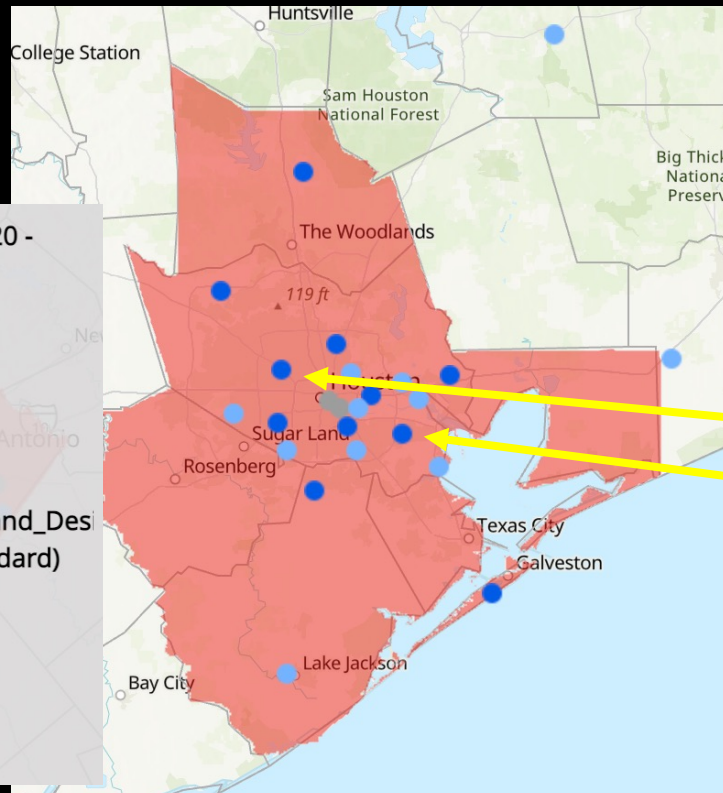 Huntsville
College Station
Sam Houston
National Forest
Big Thick
Nationa
Preserv
20 -
The Woodlands
119 ft
New
Houston
Antonio
Sugar Land
Rosenberg
and_Desi
dard)
Texas City
Galveston
Lake Jackson
Bay City